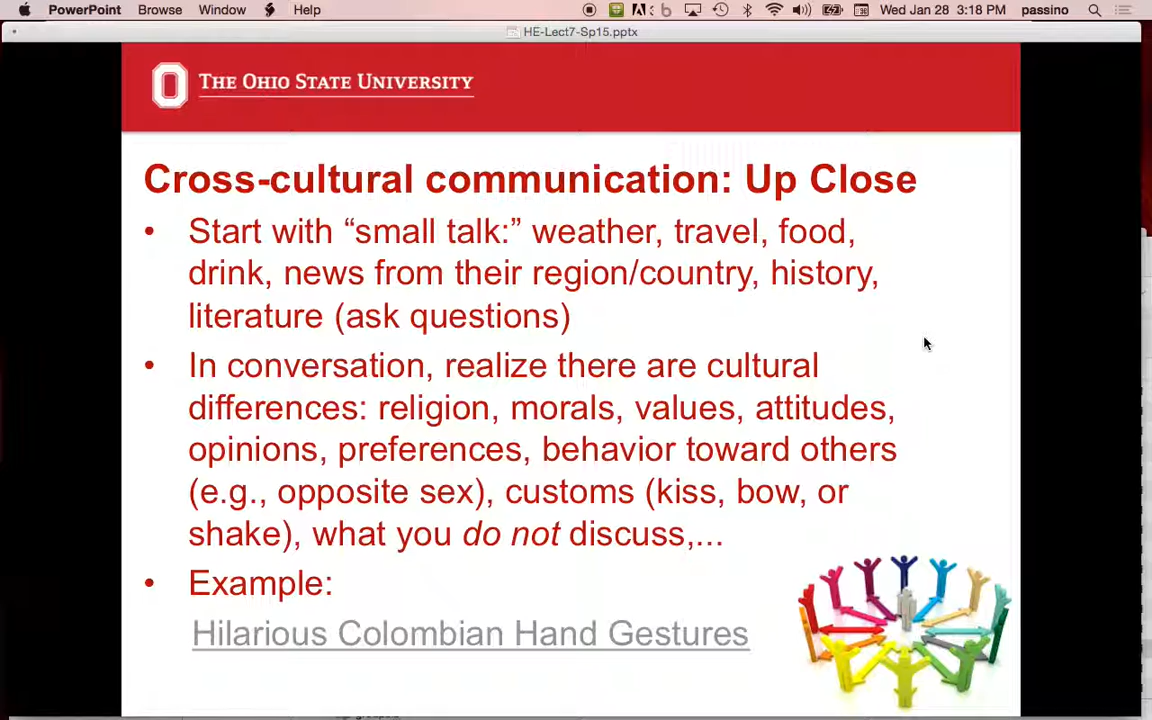 PowerPoint Browse Window Help Wed Jan 28 3:18 PM passino
HE-Lect7-Sp15.pptx
THE OHIO STATE UNIVERSITY
Cross-cultural communication: Up Close
• Start with “small talk:” weather, travel, food,
drink, news from their region/country, history,
literature (ask questions)
• In conversation, realize there are cultural
differences: religion, morals, values, attitudes,
opinions, preferences, behavior toward others
(e.g., opposite sex), customs (kiss, bow, or
shake), what you do not discuss,...
• Example:
Hilarious Colombian Hand Gestures